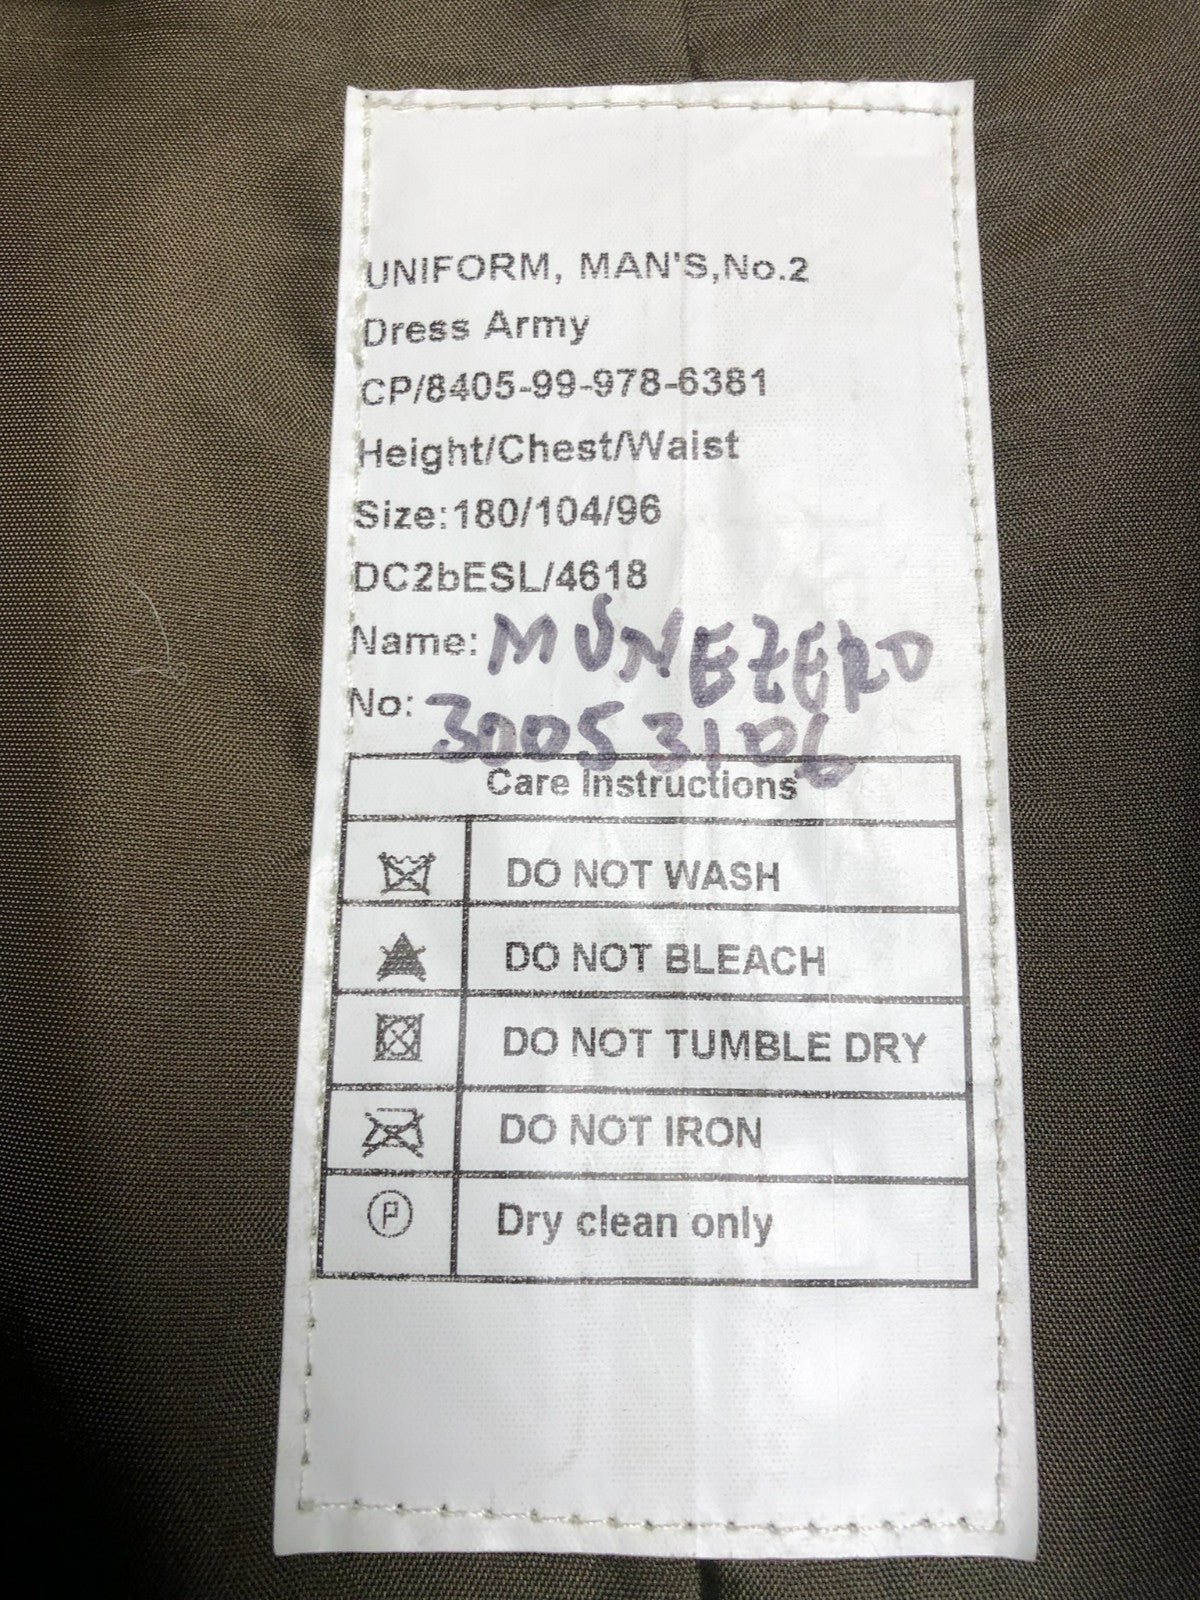 UNIFORM, MAN'S,No.2
Dress Army
CP/8405-99-978-6381
Height/Chest/Waist
Size:180/104/96
DC2bESL/4618
Name: MUNEZERO
No: 30053106
Care Instructions
DO NOT WASH
DO NOT BLEACH
DO NOT TUMBLE DRY
DO NOT IRON
P Dry clean only